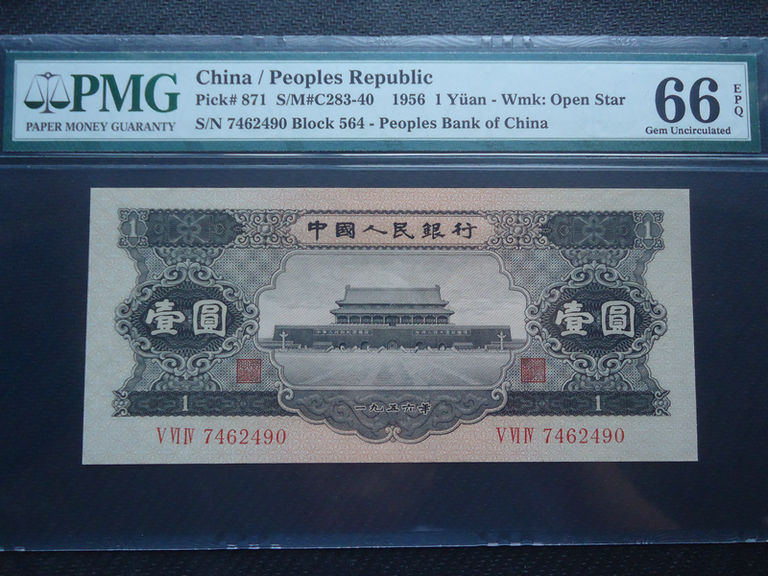 PMG
PAPER MONEY GUARANTY
China / Peoples Republic
Pick# 871 S/M#C283-40 1956 1 Yüan - Wmk: Open Star
S/N 7462490 Block 564 - Peoples Bank of China
66 EPQ
Gem Uncirculated
1 中國人民銀行 1
壹圓 壹圓
1 一九五六年 1
V VI IV 7462490 V VI IV 7462490